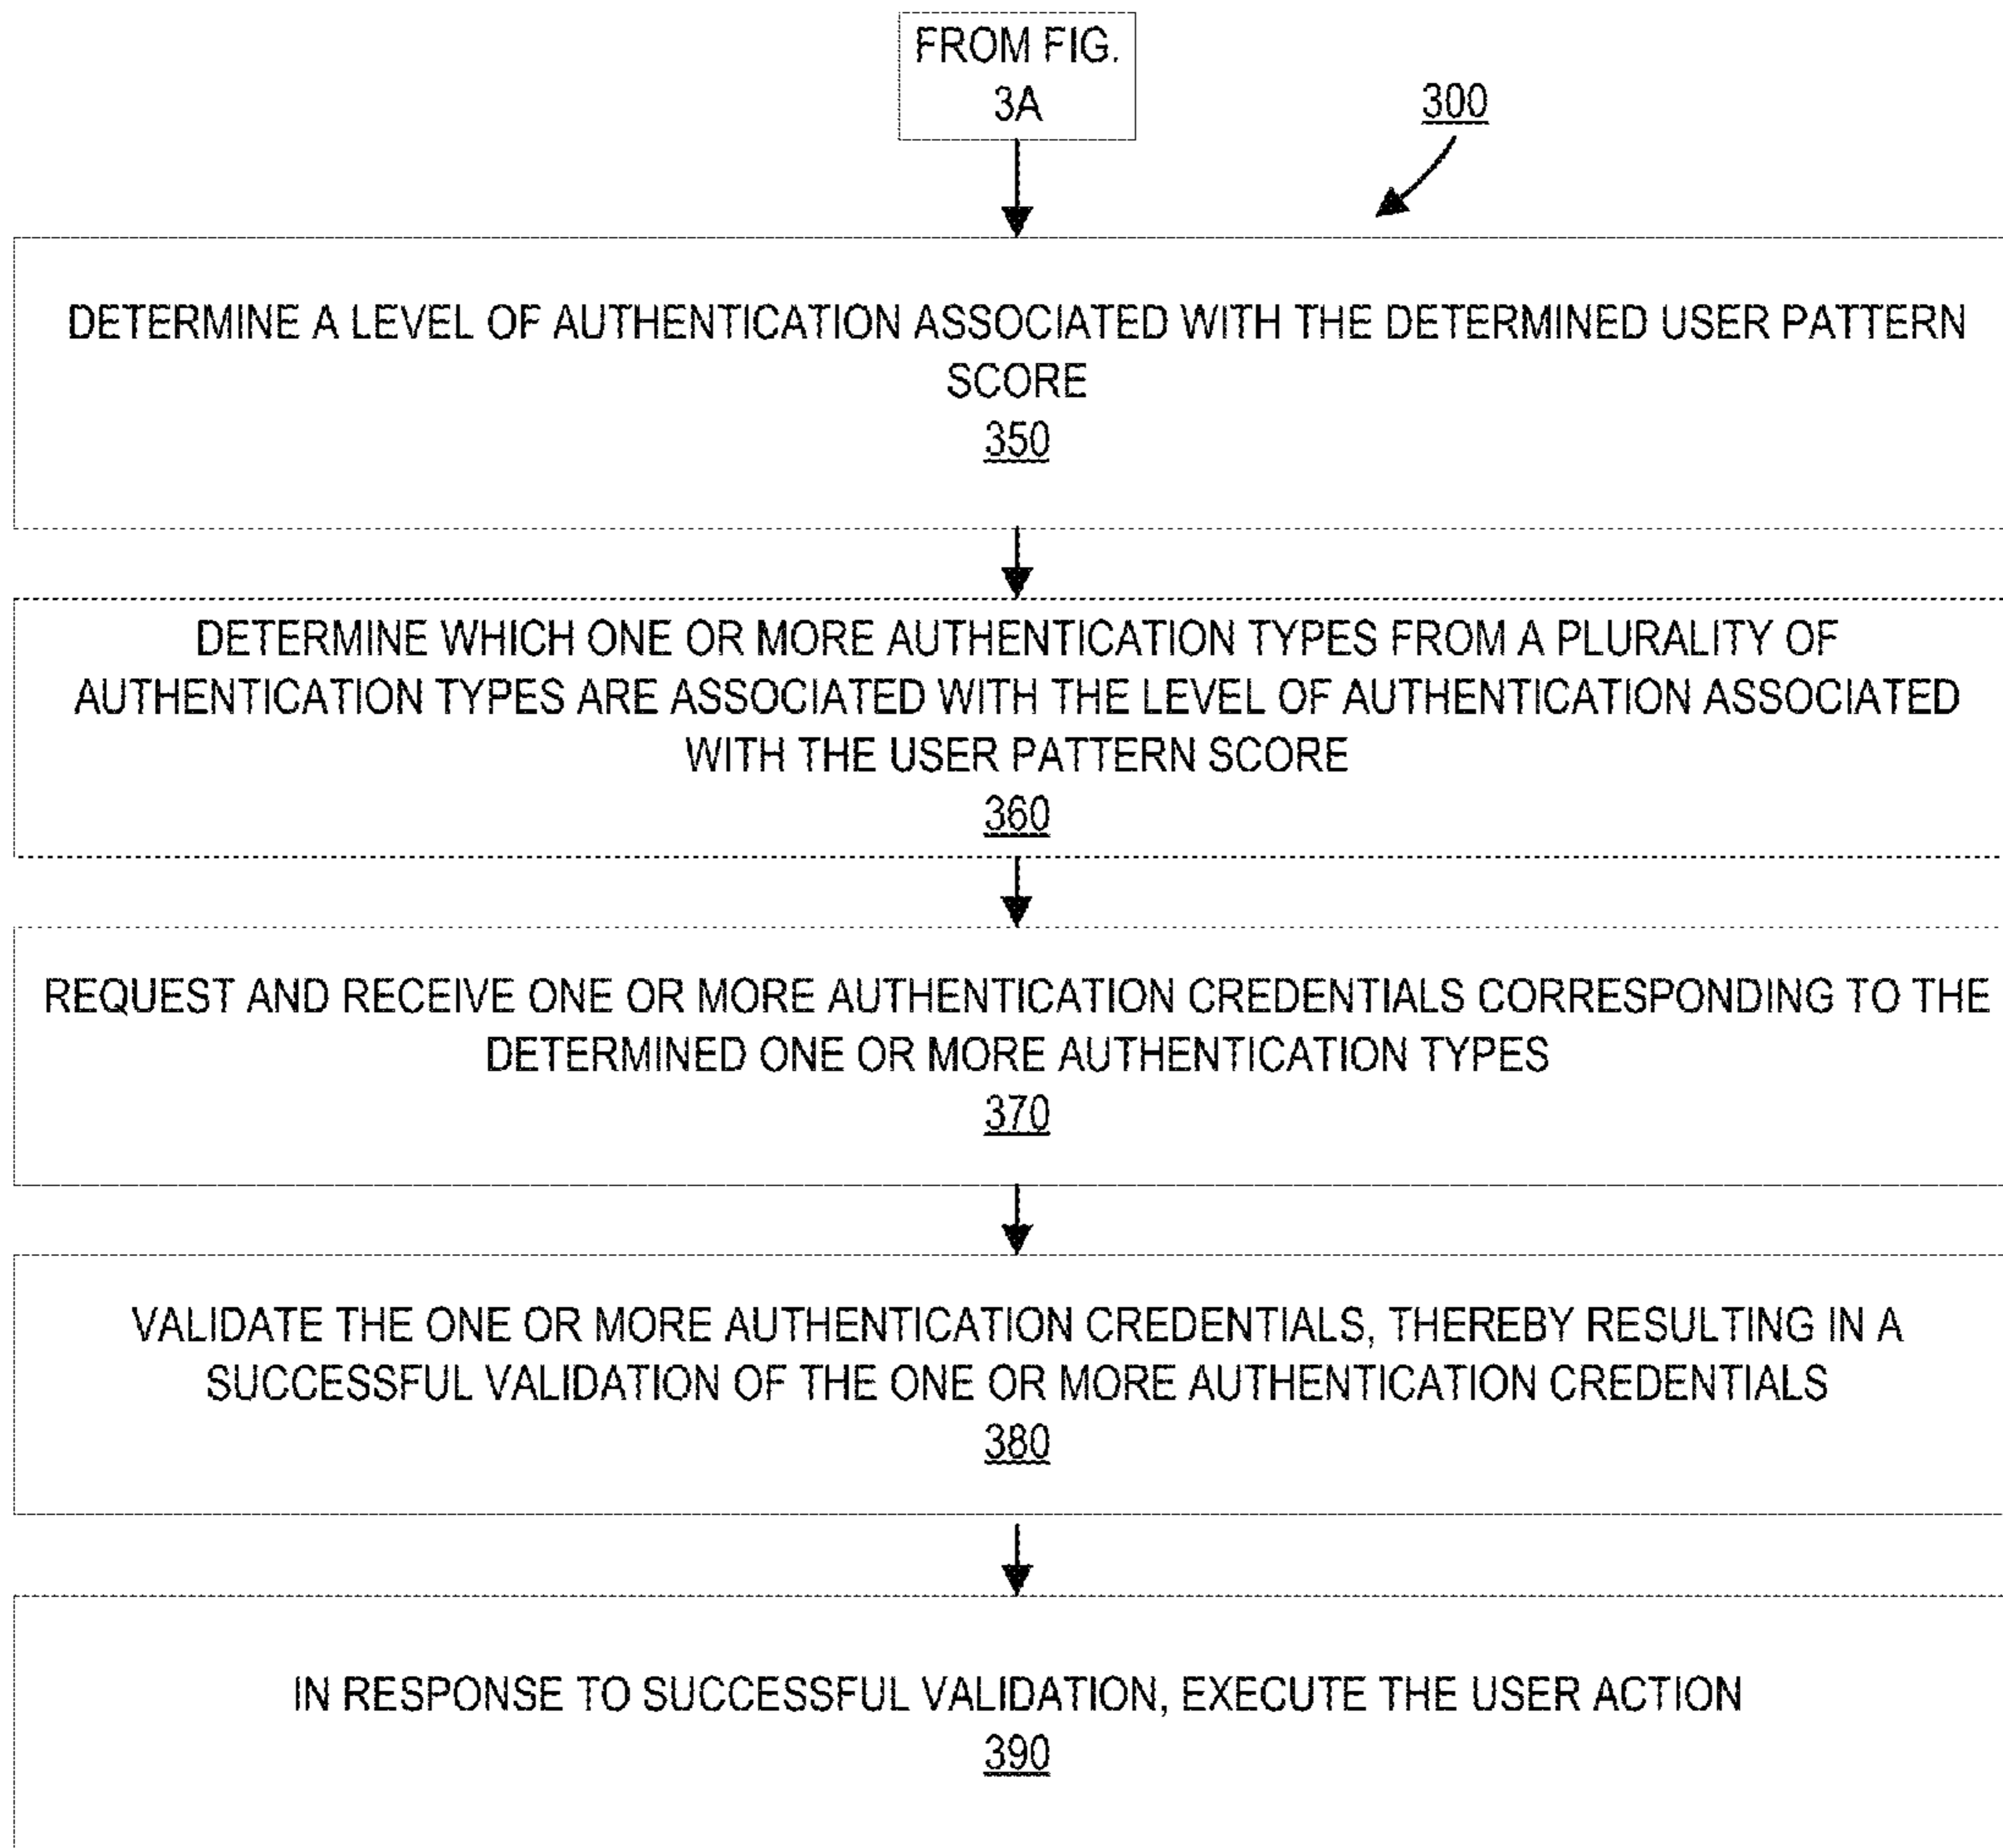 FROM FIG.
3A
300
DETERMINE A LEVEL OF AUTHENTICATION ASSOCIATED WITH THE DETERMINED USER PATTERN
SCORE
350
DETERMINE WHICH ONE OR MORE AUTHENTICATION TYPES FROM A PLURALITY OF
AUTHENTICATION TYPES ARE ASSOCIATED WITH THE LEVEL OF AUTHENTICATION ASSOCIATED
WITH THE USER PATTERN SCORE
360
REQUEST AND RECEIVE ONE OR MORE AUTHENTICATION CREDENTIALS CORRESPONDING TO THE
DETERMINED ONE OR MORE AUTHENTICATION TYPES
370
VALIDATE THE ONE OR MORE AUTHENTICATION CREDENTIALS, THEREBY RESULTING IN A
SUCCESSFUL VALIDATION OF THE ONE OR MORE AUTHENTICATION CREDENTIALS
380
IN RESPONSE TO SUCCESSFUL VALIDATION, EXECUTE THE USER ACTION
390